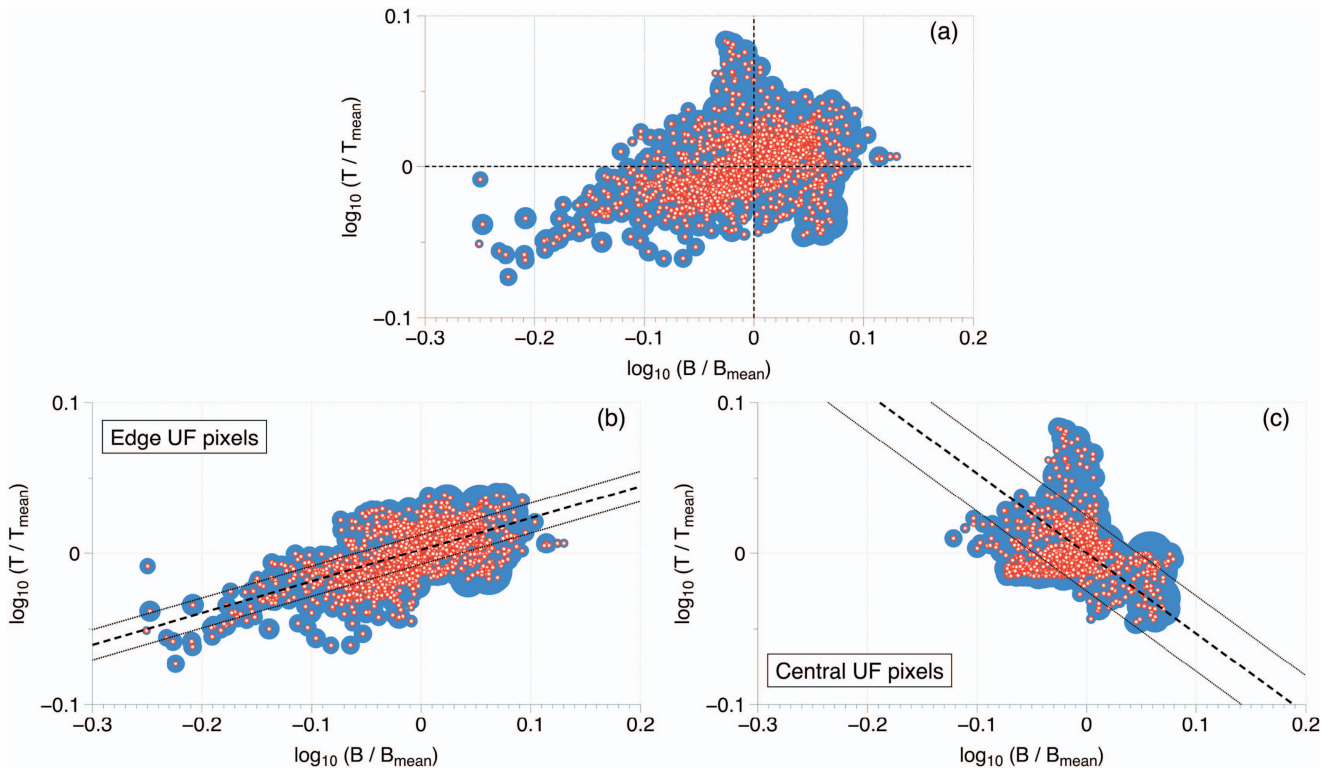 (a)
0.1
0
−0.1
log10 (T / Tmean)
−0.3 −0.2 −0.1 0 0.1 0.2
log10 (B / Bmean)
(b)
Edge UF pixels
0.1
0
−0.1
log10 (T / Tmean)
−0.3 −0.2 −0.1 0 0.1 0.2
log10 (B / Bmean)
(c)
Central UF pixels
0.1
0
−0.1
log10 (T / Tmean)
−0.3 −0.2 −0.1 0 0.1 0.2
log10 (B / Bmean)